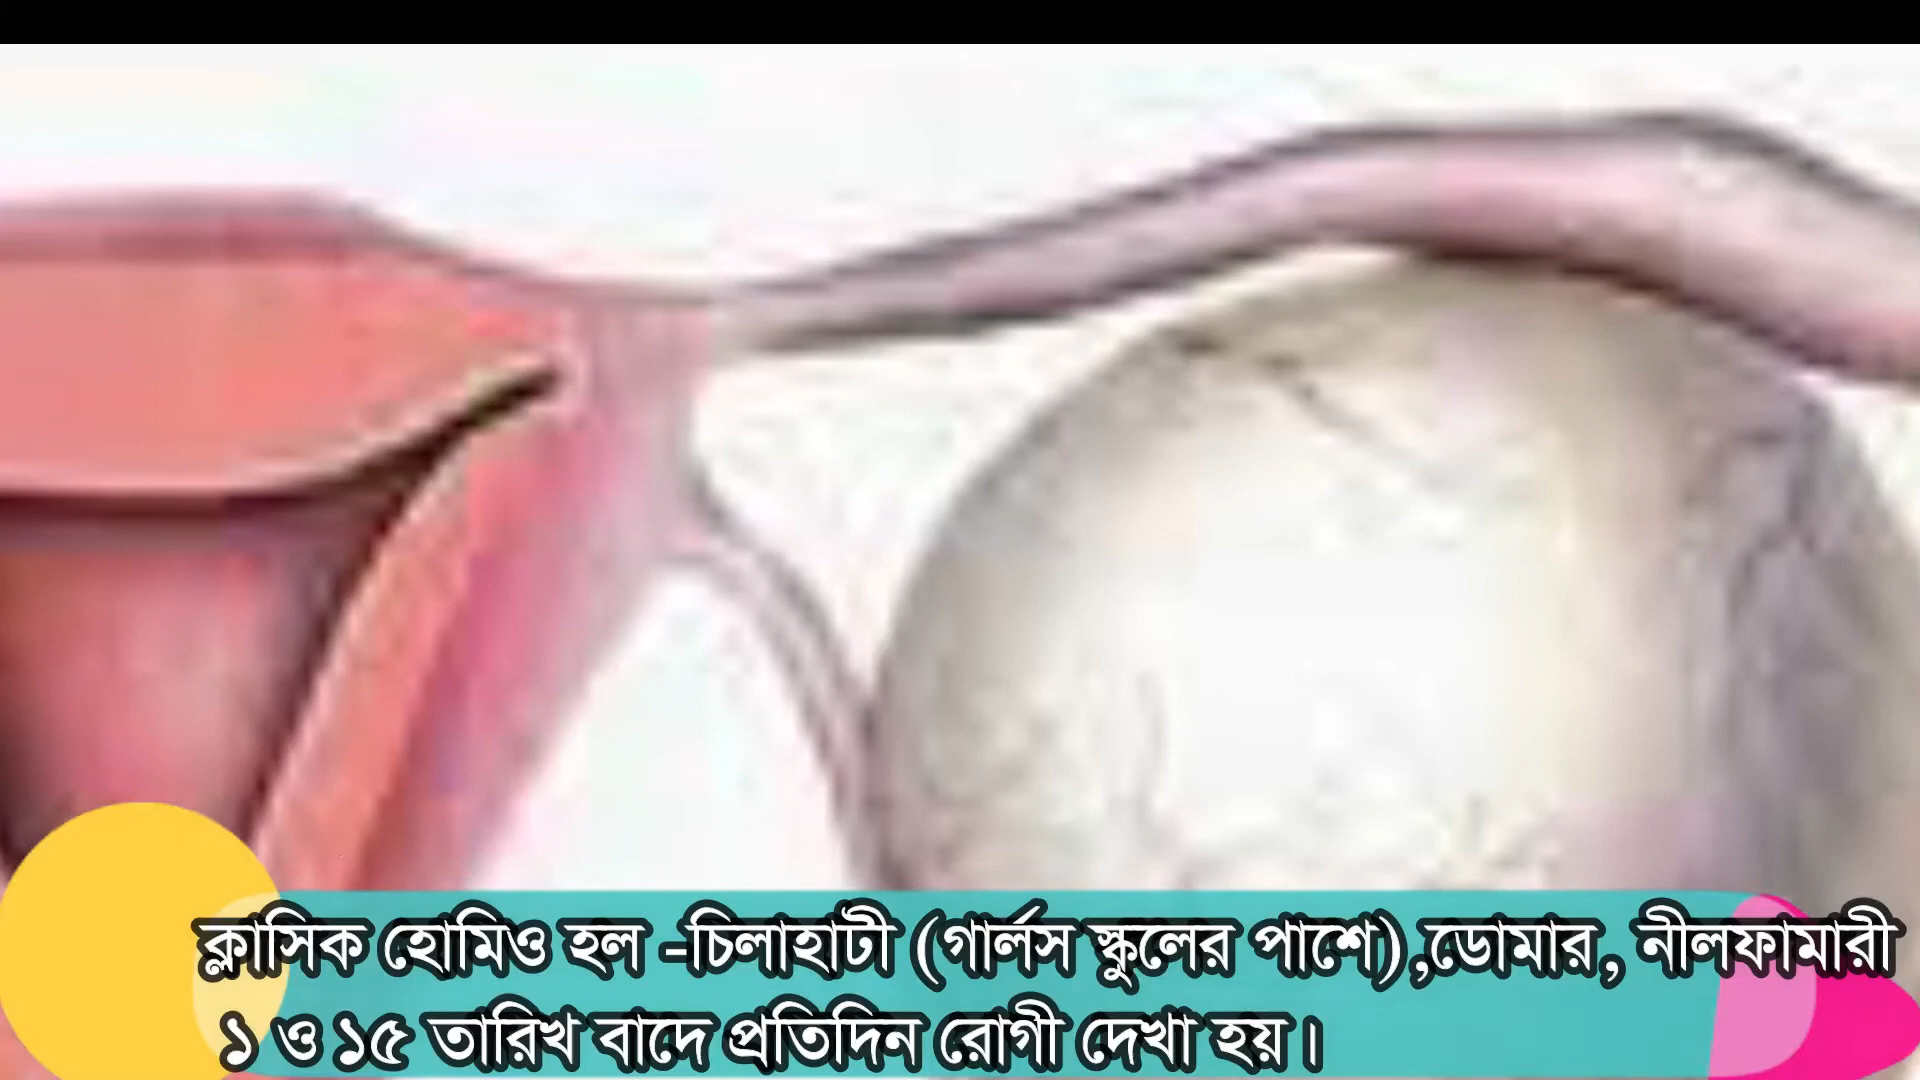 ক্লাসিক হোমিও হল -চিলাহাটী (গার্লস স্কুলের পাশে),ডোমার, নীলফামারী
১ ও ১৫ তারিখ বাদে প্রতিদিন রোগী দেখা হয়।